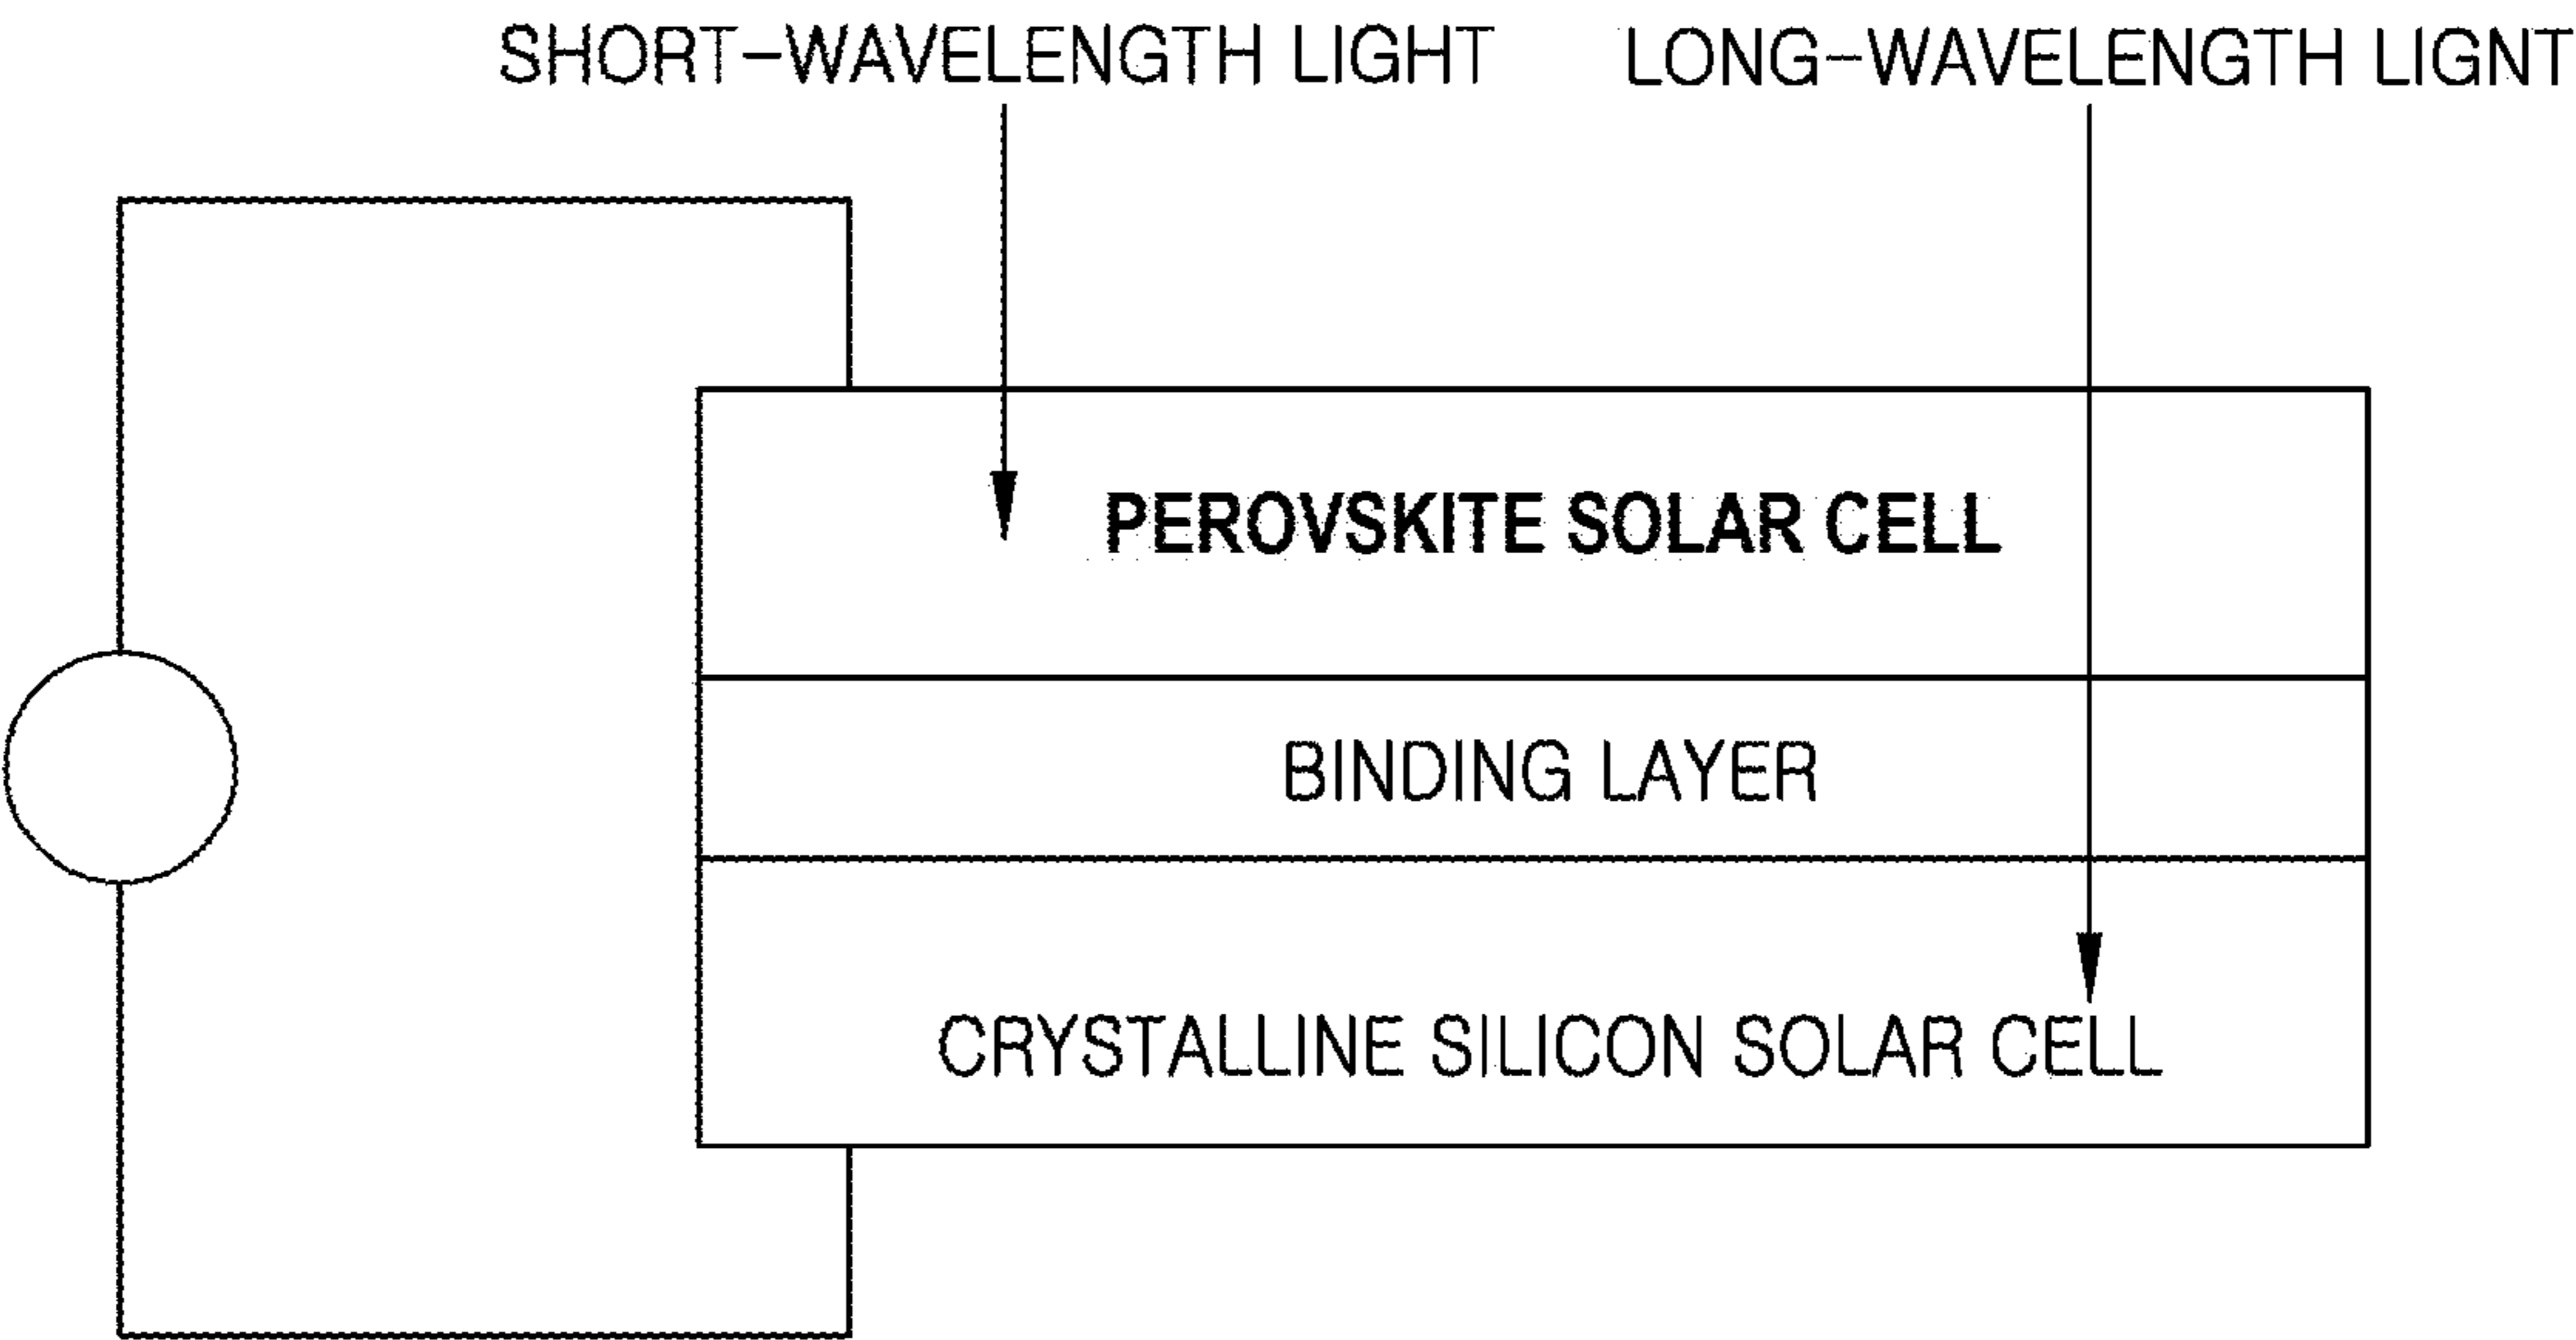 SHORT-WAVELENGTH LIGHT LONG-WAVELENGTH LIGNT
PEROVSKITE SOLAR CELL
BINDING LAYER
CRYSTALLINE SILICON SOLAR CELL